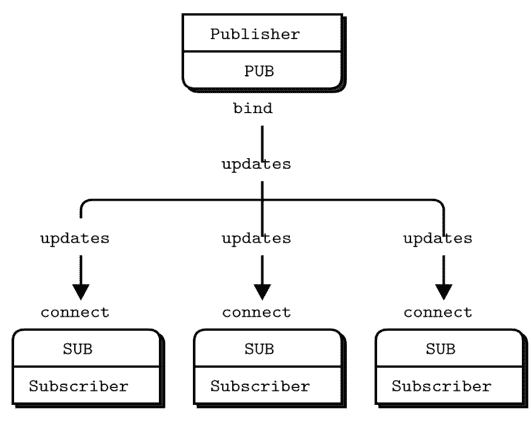 Publisher
PUB
bind
updates
updates updates updates
connect connect connect
SUB SUB SUB
Subscriber Subscriber Subscriber